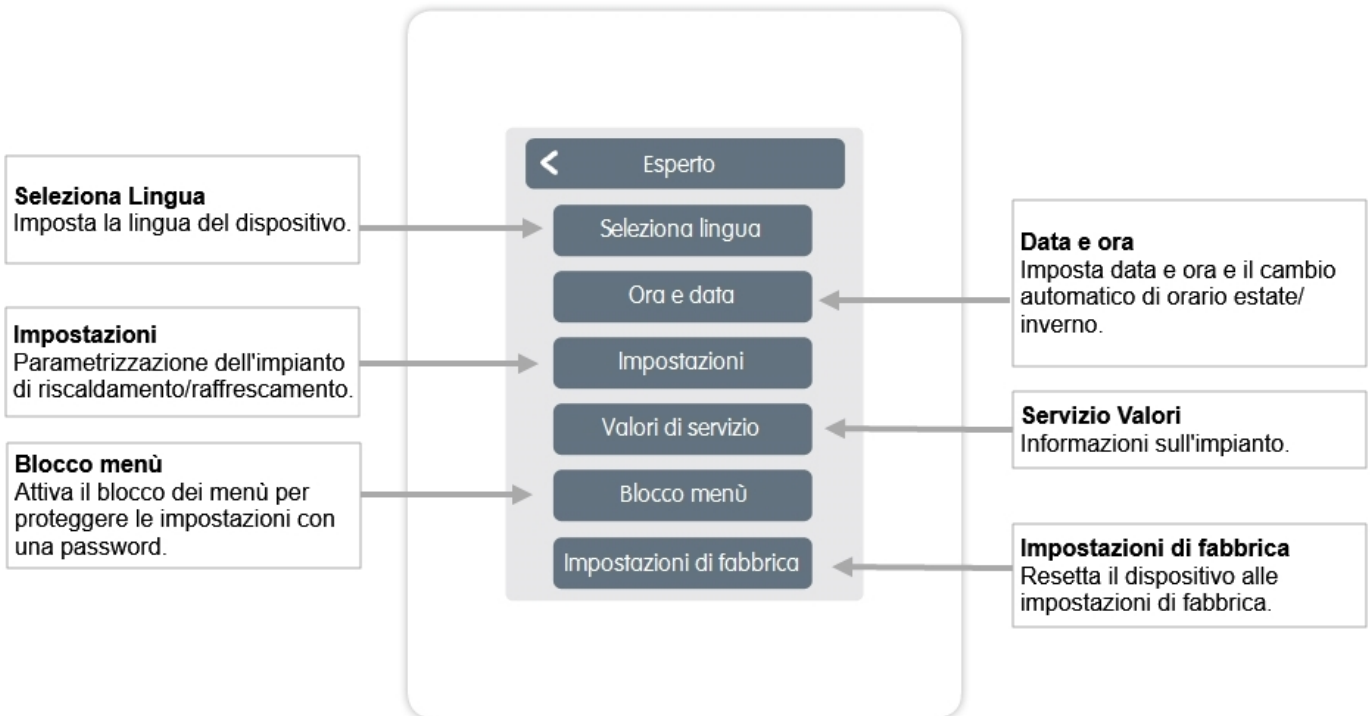 Seleziona Lingua
Imposta la lingua del dispositivo.
Impostazioni
Parametrizzazione dell'impianto
di riscaldamento/raffrescamento.
Blocco menù
Attiva il blocco dei menù per
proteggere le impostazioni con
una password.
Esperto
Seleziona lingua
Ora e data
Impostazioni
Valori di servizio
Blocco menù
Impostazioni di fabbrica
Data e ora
Imposta data e ora e il cambio
automatico di orario estate/
inverno.
Servizio Valori
Informazioni sull'impianto.
Impostazioni di fabbrica
Resetta il dispositivo alle
impostazioni di fabbrica.